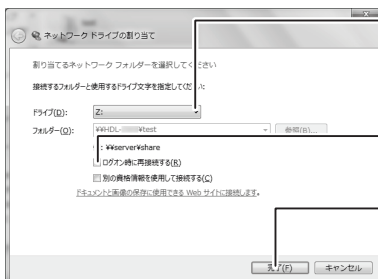 ネットワーク ドライブの割り当て
割り当てるネットワーク フォルダーを選択してください
接続するフォルダーと使用するドライブ文字を指定してください:
ドライブ(D): Z:
フォルダー(O): ¥¥HDL- ¥test 参照(B)...
: ¥¥server¥share
ログオン時に再接続する(R)
別の資格情報を使用して接続する(C)
ドキュメントと画像の保存に使用できる Web サイトに接続します。
完了(F) キャンセル